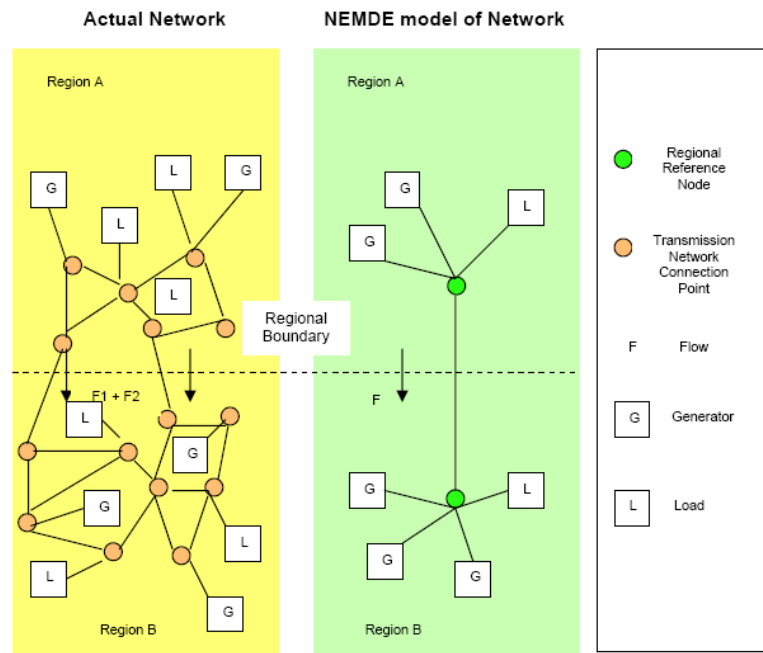 Actual Network
NEMDE model of Network
Region A
G
L
L
G
L
F1 + F2
L
G
G
L
L
G
Region B
Regional
Boundary
Region A
G
G
L
F
G
L
G
G
Region B
Regional
Reference
Node
Transmission
Network
Connection
Point
F Flow
G Generator
L Load